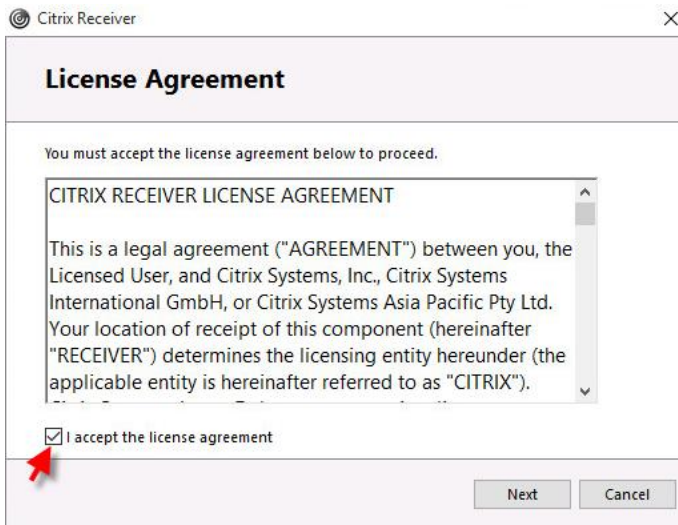 Citrix Receiver
License Agreement
You must accept the license agreement below to proceed.
CITRIX RECEIVER LICENSE AGREEMENT
This is a legal agreement ("AGREEMENT") between you, the
Licensed User, and Citrix Systems, Inc., Citrix Systems
International GmbH, or Citrix Systems Asia Pacific Pty Ltd.
Your location of receipt of this component (hereinafter
"RECEIVER") determines the licensing entity hereunder (the
applicable entity is hereinafter referred to as "CITRIX").
I accept the license agreement
Next
Cancel